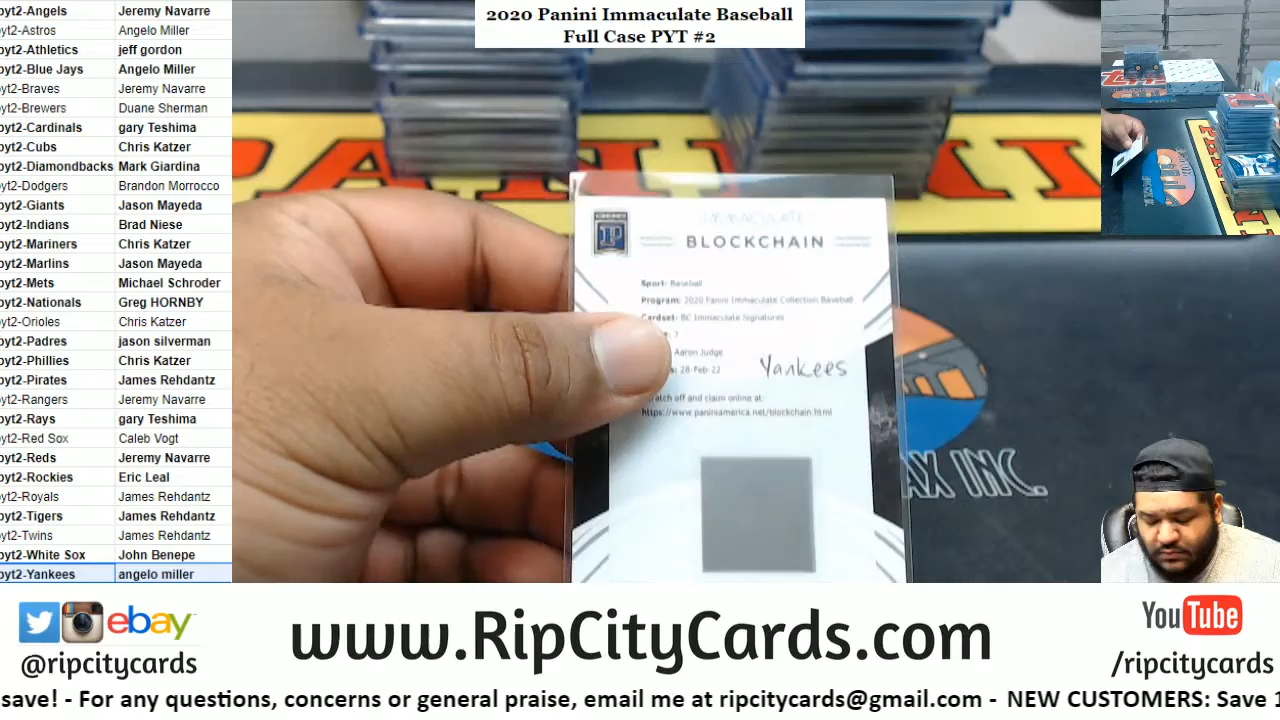 2020 Panini Immaculate Baseball
Full Case PYT #2
pyt2-Angels Jeremy Navarre
pyt2-Astros Angelo Miller
pyt2-Athletics jeff gordon
pyt2-Blue Jays Angelo Miller
pyt2-Braves Jeremy Navarre
pyt2-Brewers Duane Sherman
pyt2-Cardinals gary Teshima
pyt2-Cubs Chris Katzer
pyt2-Diamondbacks Mark Giardina
pyt2-Dodgers Brandon Morrocco
pyt2-Giants Jason Mayeda
pyt2-Indians Brad Niese
pyt2-Mariners Chris Katzer
pyt2-Marlins Jason Mayeda
pyt2-Mets Michael Schroder
pyt2-Nationals Greg HORNBY
pyt2-Orioles Chris Katzer
pyt2-Padres jason silverman
pyt2-Phillies Chris Katzer
pyt2-Pirates James Rehdantz
pyt2-Rangers Jeremy Navarre
pyt2-Rays gary Teshima
pyt2-Red Sox Caleb Vogt
pyt2-Reds Jeremy Navarre
pyt2-Rockies Eric Leal
pyt2-Royals James Rehdantz
pyt2-Tigers James Rehdantz
pyt2-Twins James Rehdantz
pyt2-White Sox John Benepe
pyt2-Yankees angelo miller
PANINI
IMMACULATE
BLOCKCHAIN
Sport: Baseball
Program: 2020 Panini Immaculate Collection Baseball
Cardset: BC Immaculate Signatures
: 7
Aaron Judge
: 28-Feb-22
Yankees
atch off and claim online at:
https://www.paniniamerica.net/blockchain.html
AX INC.
ebay
@ripcitycards
www.RipCityCards.com
YouTube
/ripcitycards
save! - For any questions, concerns or general praise, email me at ripcitycards@gmail.com - NEW CUSTOMERS: Save 1